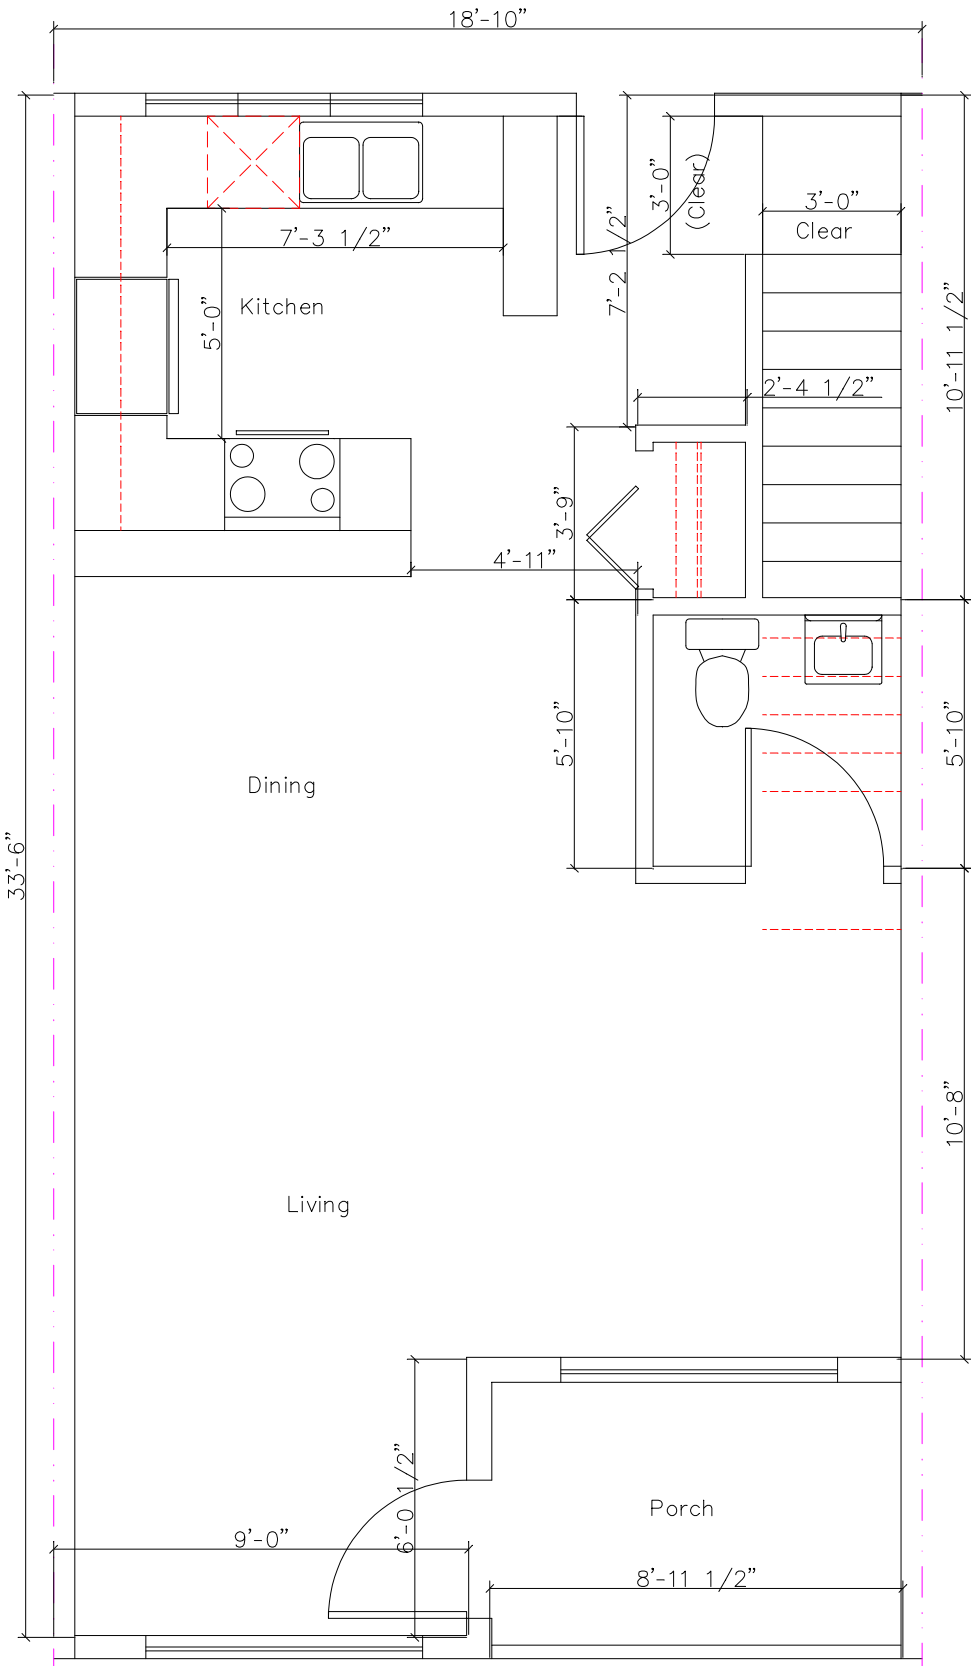 18'-10"
3'-0"
(Clear)
3'-0"
Clear
7'-3 1/2"
7'-2 1/2"
Kitchen
5'-0"
10'-11 1/2"
2'-4 1/2"
3'-9"
4'-11"
5'-10"
5'-10"
Dining
33'-6"
10'-8"
Living
6'-0 1/2"
Porch
9'-0"
8'-11 1/2"